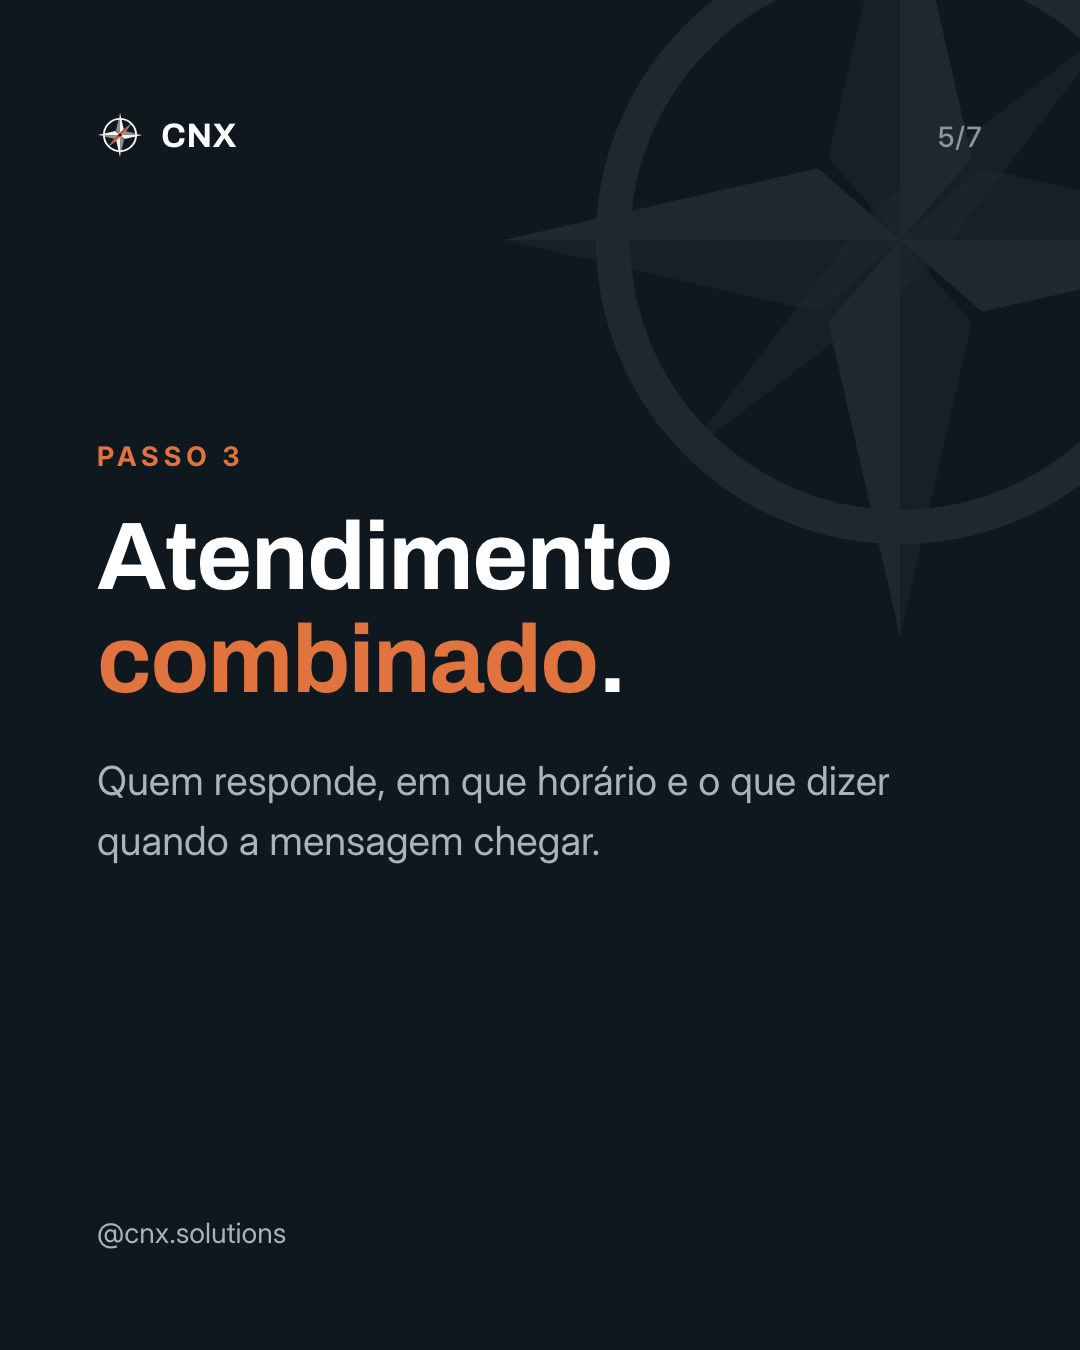 CNX
5/7
PASSO 3
Atendimento
combinado.
Quem responde, em que horário e o que dizer
quando a mensagem chegar.
@cnx.solutions